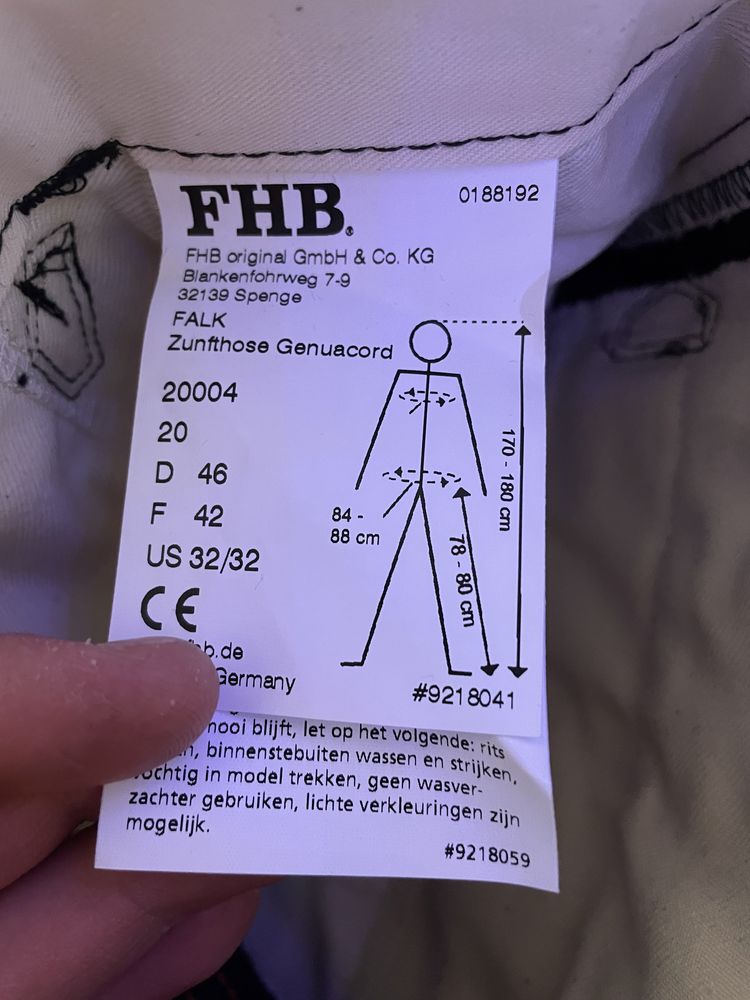 FHB®
0188192
FHB original GmbH & Co. KG
Blankenfohrweg 7-9
32139 Spenge
FALK
Zunfthose Genuacord
20004
20
D 46
F 42
US 32/32
CE
84 -
88 cm
78 - 80 cm
170 - 180 cm
hb.de
Germany
#9218041
mooi blijft, let op het volgende: rits
binnenstebuiten wassen en strijken,
vochtig in model trekken, geen wasver-
zachter gebruiken, lichte verkleuringen zijn
mogelijk.
#9218059